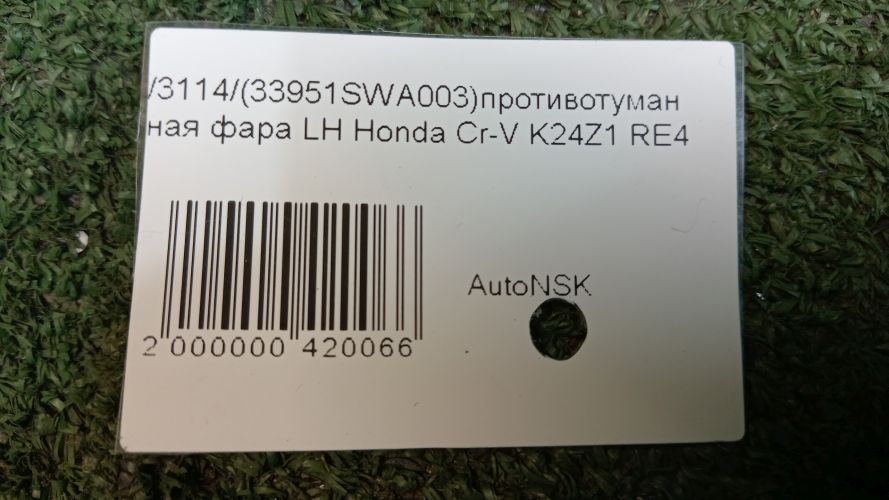 /3114/(33951SWA003)противотуман
ная фара LH Honda Cr-V K24Z1 RE4
AutoNSK
2 000000 420066